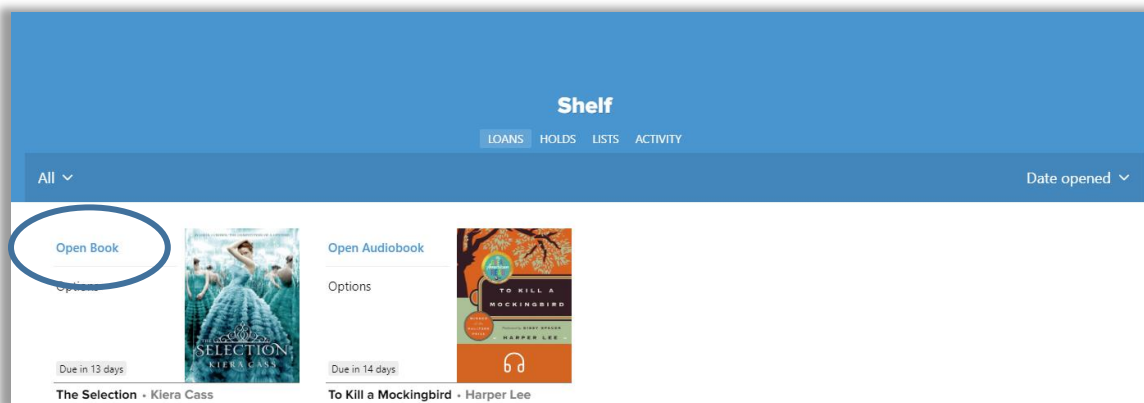 Shelf
LOANS HOLDS LISTS ACTIVITY
All
Date opened
Open Book
Options
Due in 13 days
THE
SELECTION
KIERA CASS
The Selection • Kiera Cass
Open Audiobook
Options
Due in 14 days
TO KILL A
MOCKINGBIRD
HARPER LEE
To Kill a Mockingbird • Harper Lee